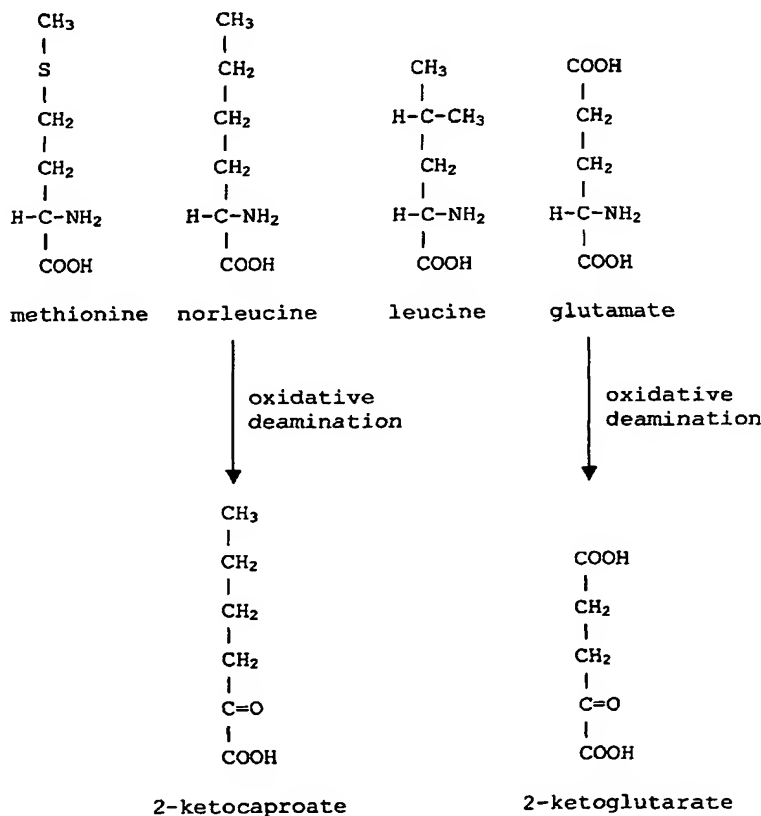 CH₃
S
CH₂
CH₂
H-C-NH₂
COOH
methionine
CH₃
CH₂
CH₂
CH₂
H-C-NH₂
COOH
norleucine
CH₃
H-C-CH₃
CH₂
H-C-NH₂
COOH
leucine
COOH
CH₂
CH₂
H-C-NH₂
COOH
glutamate
oxidative
deamination
oxidative
deamination
CH₃
CH₂
CH₂
CH₂
C=O
COOH
2-ketocaproate
COOH
CH₂
CH₂
C=O
COOH
2-ketoglutarate